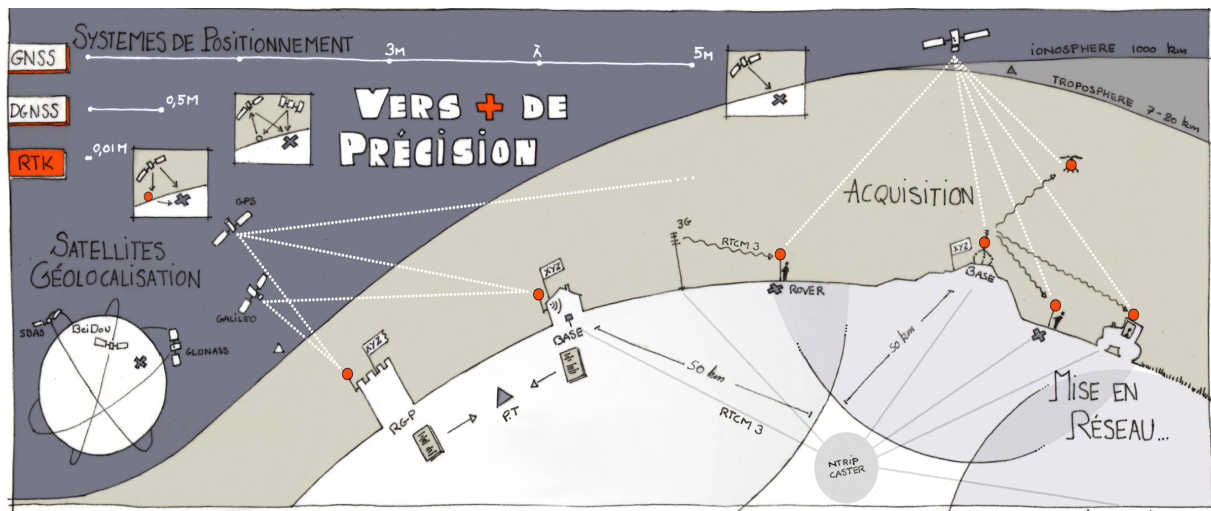 SYSTEMES DE POSITIONNEMENT
GNSS
3M
λ
5M
DGNSS
0,5M
RTK
0,01M
VERS + DE
PRÉCISION
IONOSPHERE 1000 km
TROPOSPHERE 7-20 km
ACQUISITION
SATELLITES
GÉOLOCALISATION
GPS
GALILEO
SBAS
BeiDou
GLONASS
XYZ
RGP
P.T
XYZ
BASE
3G
RTCM 3
ROVER
XYZ
BASE
50 km
50 km
RTCM 3
NTRIP
CASTER
MISE EN
RÉSEAU...